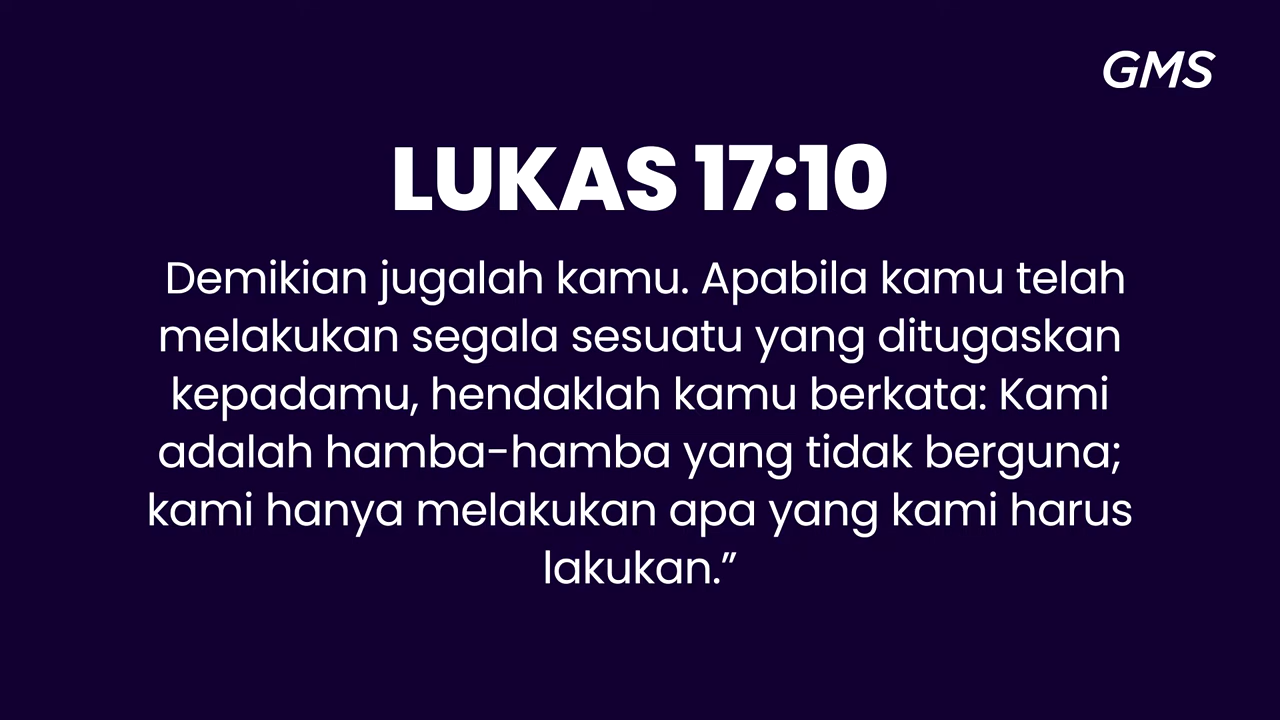 GMS
LUKAS 17:10
Demikian jugalah kamu. Apabila kamu telah
melakukan segala sesuatu yang ditugaskan
kepadamu, hendaklah kamu berkata: Kami
adalah hamba-hamba yang tidak berguna;
kami hanya melakukan apa yang kami harus
lakukan.”